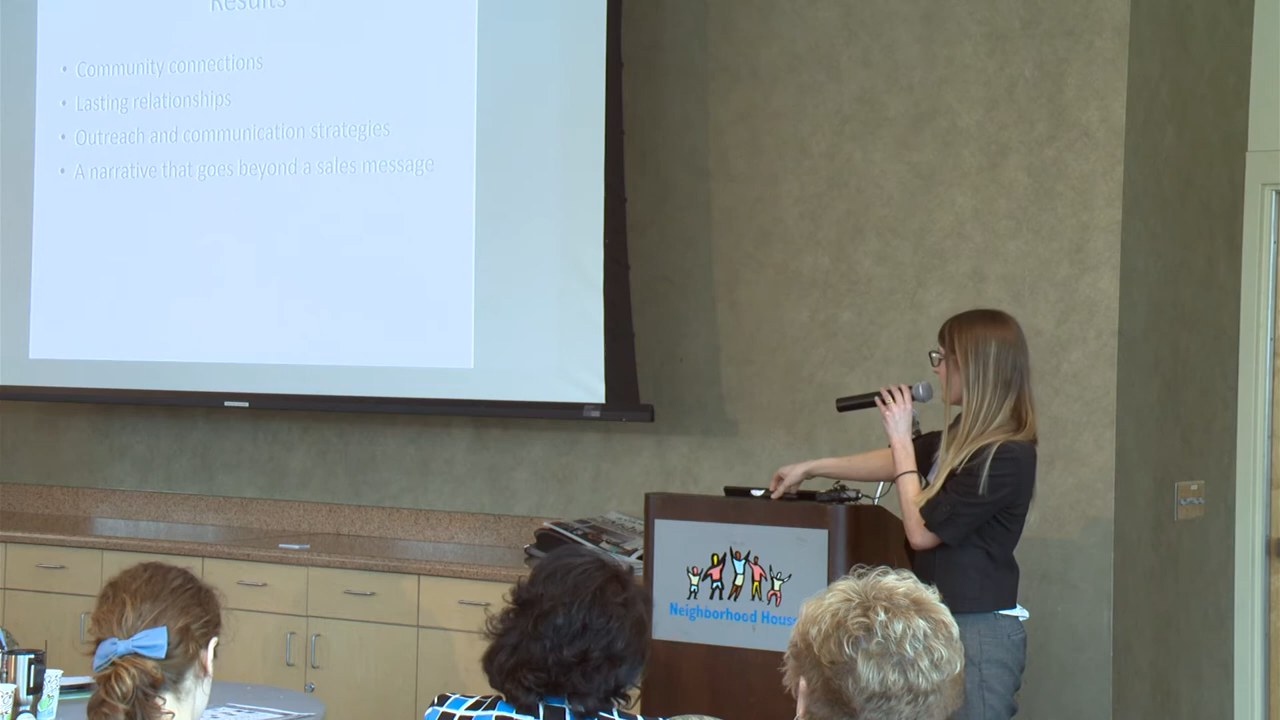 Results
• Community connections
• Lasting relationships
• Outreach and communication strategies
• A narrative that goes beyond a sales message
Neighborhood House